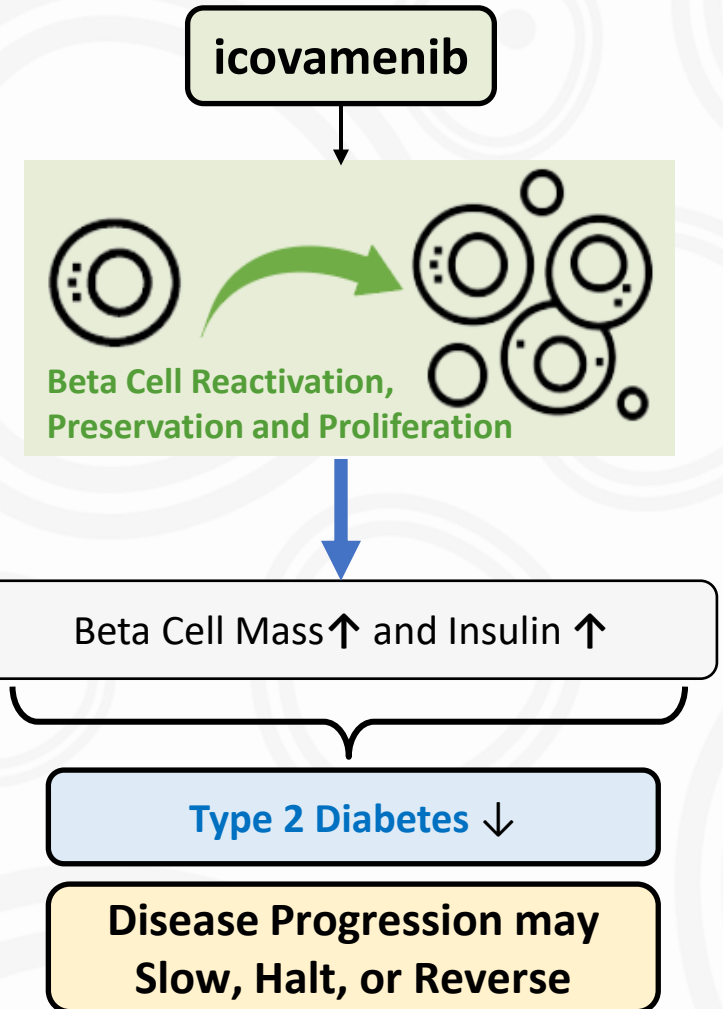 icovamenib
Beta Cell Reactivation,
Preservation and Proliferation
Beta Cell Mass↑ and Insulin ↑
Type 2 Diabetes ↓
Disease Progression may
Slow, Halt, or Reverse